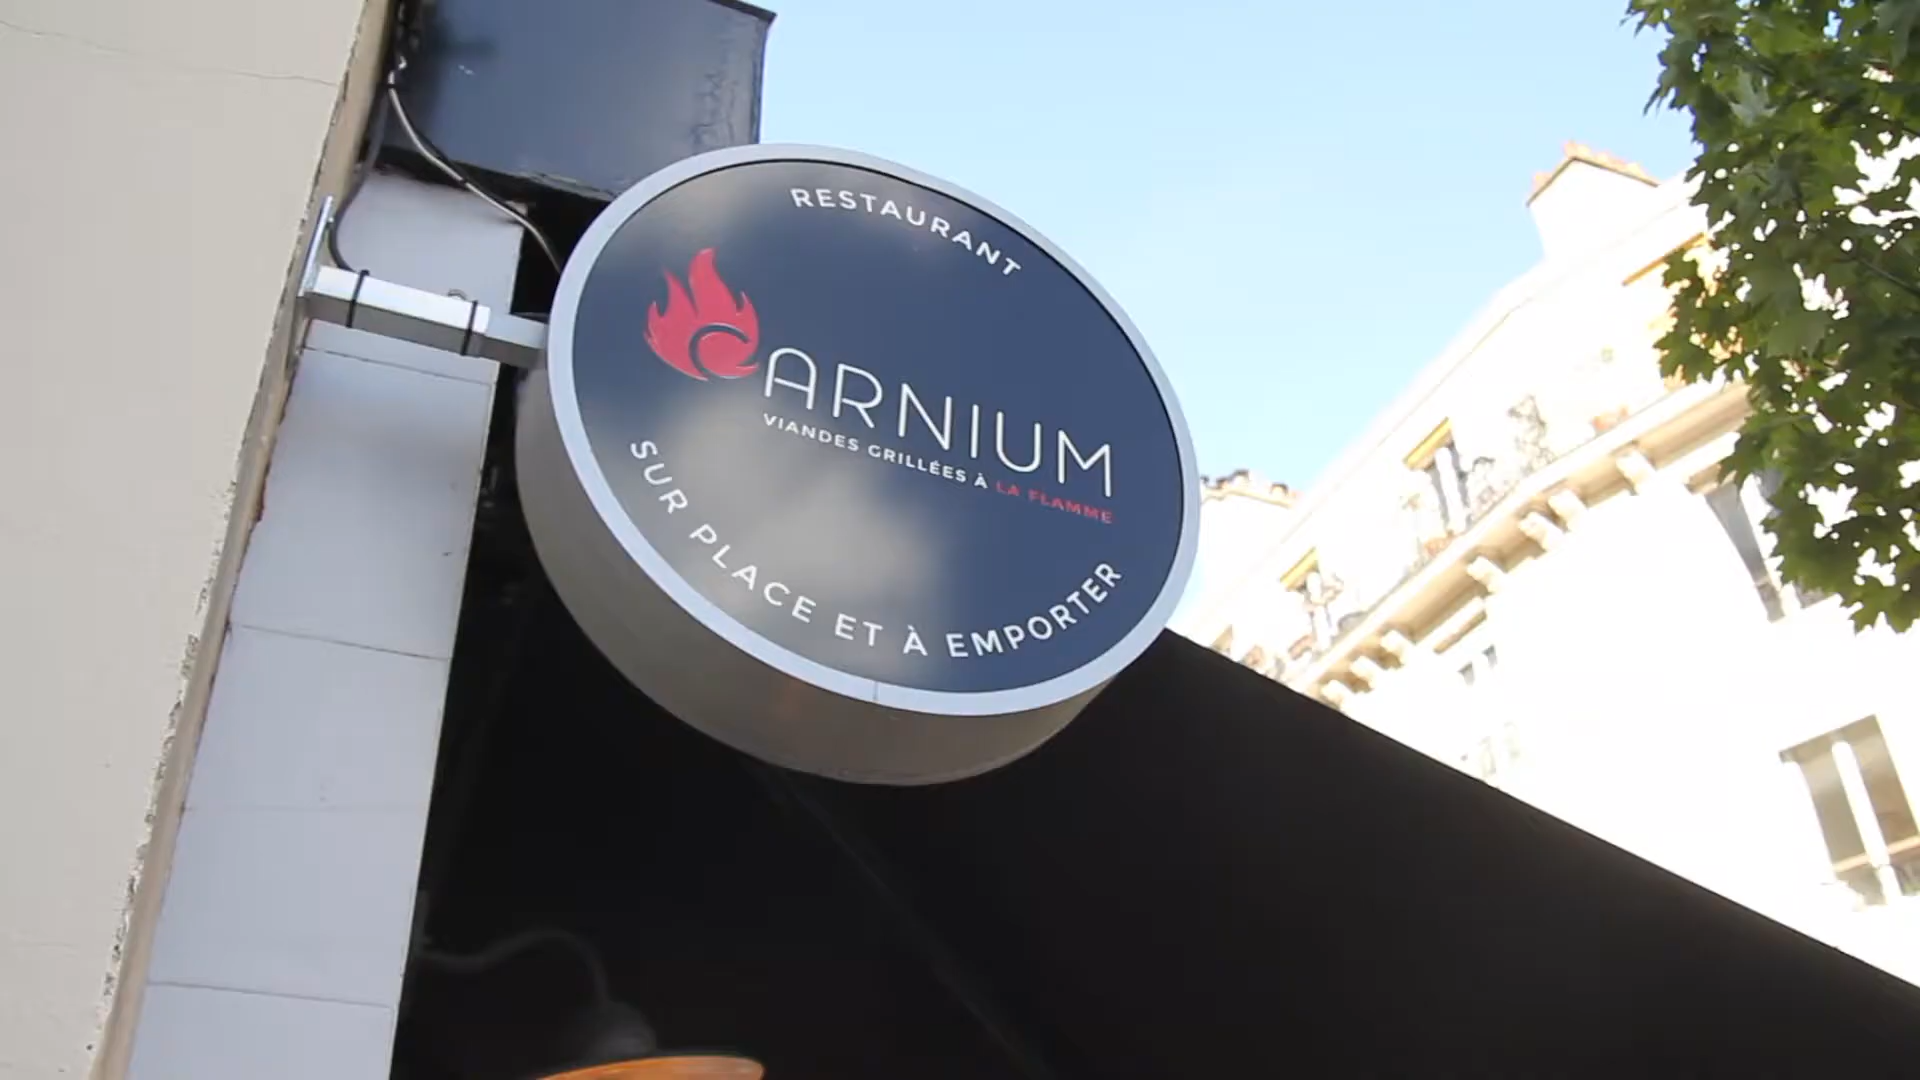 RESTAURANT
CARNIUM
VIANDES GRILLÉES À LA FLAMME
SUR PLACE ET À EMPORTER